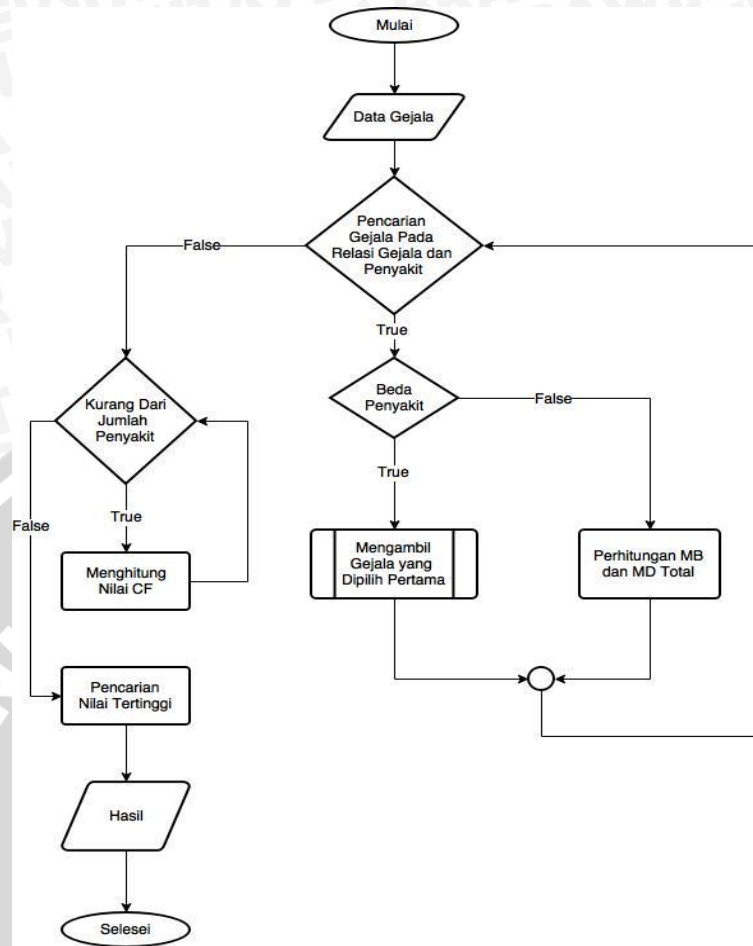 Mulai
Data Gejala
Pencarian
Gejala Pada
Relasi Gejala dan
Penyakit
False
True
Kurang Dari
Jumlah
Penyakit
Beda
Penyakit
False
True
False
True
Menghitung
Nilai CF
Mengambil
Gejala yang
Dipilih Pertama
Perhitungan MB
dan MD Total
Pencarian
Nilai Tertinggi
Hasil
Selesei